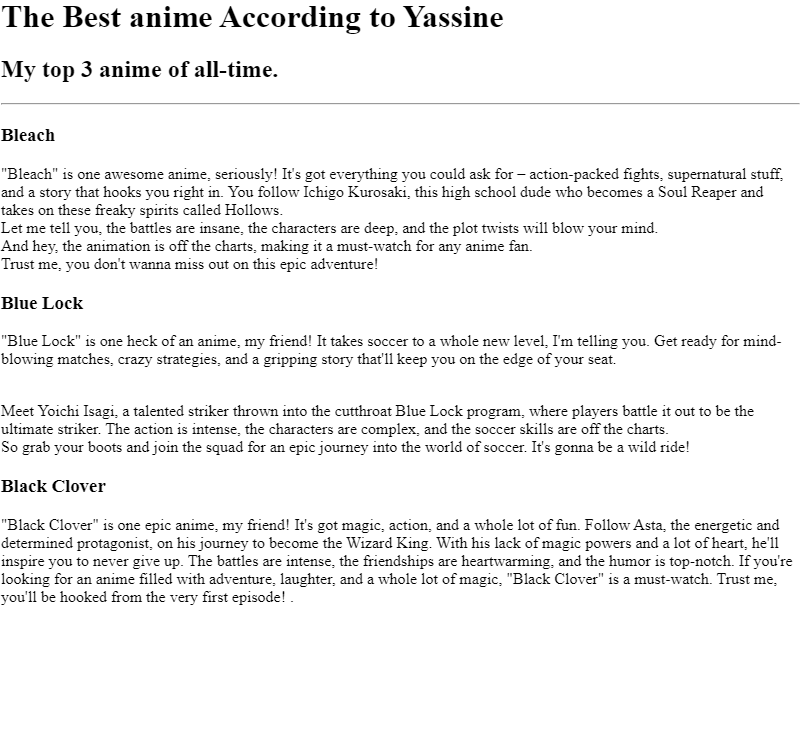 The Best anime According to Yassine
My top 3 anime of all-time.
Bleach
"Bleach" is one awesome anime, seriously! It's got everything you could ask for – action-packed fights, supernatural stuff,
and a story that hooks you right in. You follow Ichigo Kurosaki, this high school dude who becomes a Soul Reaper and
takes on these freaky spirits called Hollows.
Let me tell you, the battles are insane, the characters are deep, and the plot twists will blow your mind.
And hey, the animation is off the charts, making it a must-watch for any anime fan.
Trust me, you don't wanna miss out on this epic adventure!
Blue Lock
"Blue Lock" is one heck of an anime, my friend! It takes soccer to a whole new level, I'm telling you. Get ready for mind-
blowing matches, crazy strategies, and a gripping story that'll keep you on the edge of your seat.
Meet Yoichi Isagi, a talented striker thrown into the cutthroat Blue Lock program, where players battle it out to be the
ultimate striker. The action is intense, the characters are complex, and the soccer skills are off the charts.
So grab your boots and join the squad for an epic journey into the world of soccer. It's gonna be a wild ride!
Black Clover
"Black Clover" is one epic anime, my friend! It's got magic, action, and a whole lot of fun. Follow Asta, the energetic and
determined protagonist, on his journey to become the Wizard King. With his lack of magic powers and a lot of heart, he'll
inspire you to never give up. The battles are intense, the friendships are heartwarming, and the humor is top-notch. If you're
looking for an anime filled with adventure, laughter, and a whole lot of magic, "Black Clover" is a must-watch. Trust me,
you'll be hooked from the very first episode! .